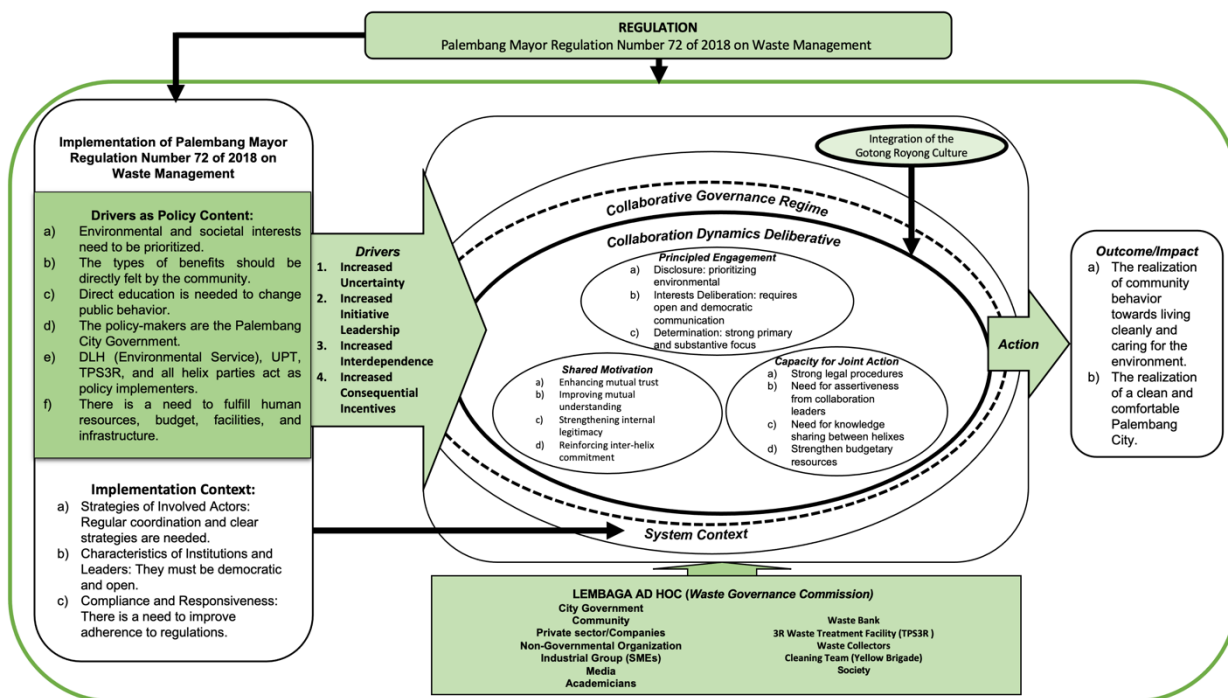 REGULATION
Palembang Mayor Regulation Number 72 of 2018 on Waste Management
Implementation of Palembang Mayor
Regulation Number 72 of 2018 on
Waste Management
Drivers as Policy Content:
a) Environmental and societal interests
need to be prioritized.
b) The types of benefits should be
directly felt by the community.
c) Direct education is needed to change
public behavior.
d) The policy-makers are the Palembang
City Government.
e) DLH (Environmental Service), UPT,
TPS3R, and all helix parties act as
policy implementers.
f) There is a need to fulfill human
resources, budget, facilities, and
infrastructure.
Implementation Context:
a) Strategies of Involved Actors:
Regular coordination and clear
strategies are needed.
b) Characteristics of Institutions and
Leaders: They must be democratic
and open.
c) Compliance and Responsiveness:
There is a need to improve
adherence to regulations.
Drivers
1. Increased
Uncertainty
2. Increased
Initiative
Leadership
3. Increased
Interdependence
4. Increased
Consequential
Incentives
Integration of the
Gotong Royong Culture
Collaborative Governance Regime
Collaboration Dynamics Deliberative
Principled Engagement
a) Disclosure: prioritizing
environmental
b) Interests Deliberation: requires
open and democratic
communication
c) Determination: strong primary
and substantive focus
Shared Motivation
a) Enhancing mutual trust
b) Improving mutual
understanding
c) Strengthening internal
legitimacy
d) Reinforcing inter-helix
commitment
Capacity for Joint Action
a) Strong legal procedures
b) Need for assertiveness
from collaboration
leaders
c) Need for knowledge
sharing between helixes
d) Strengthen budgetary
resources
System Context
Action
Outcome/Impact
a) The realization
of community
behavior
towards living
cleanly and
caring for the
environment.
b) The realization
of a clean and
comfortable
Palembang
City.
LEMBAGA AD HOC (Waste Governance Commission)
City Government
Community
Private sector/Companies
Non-Governmental Organization
Industrial Group (SMEs)
Media
Academicians
Waste Bank
3R Waste Treatment Facility (TPS3R )
Waste Collectors
Cleaning Team (Yellow Brigade)
Society